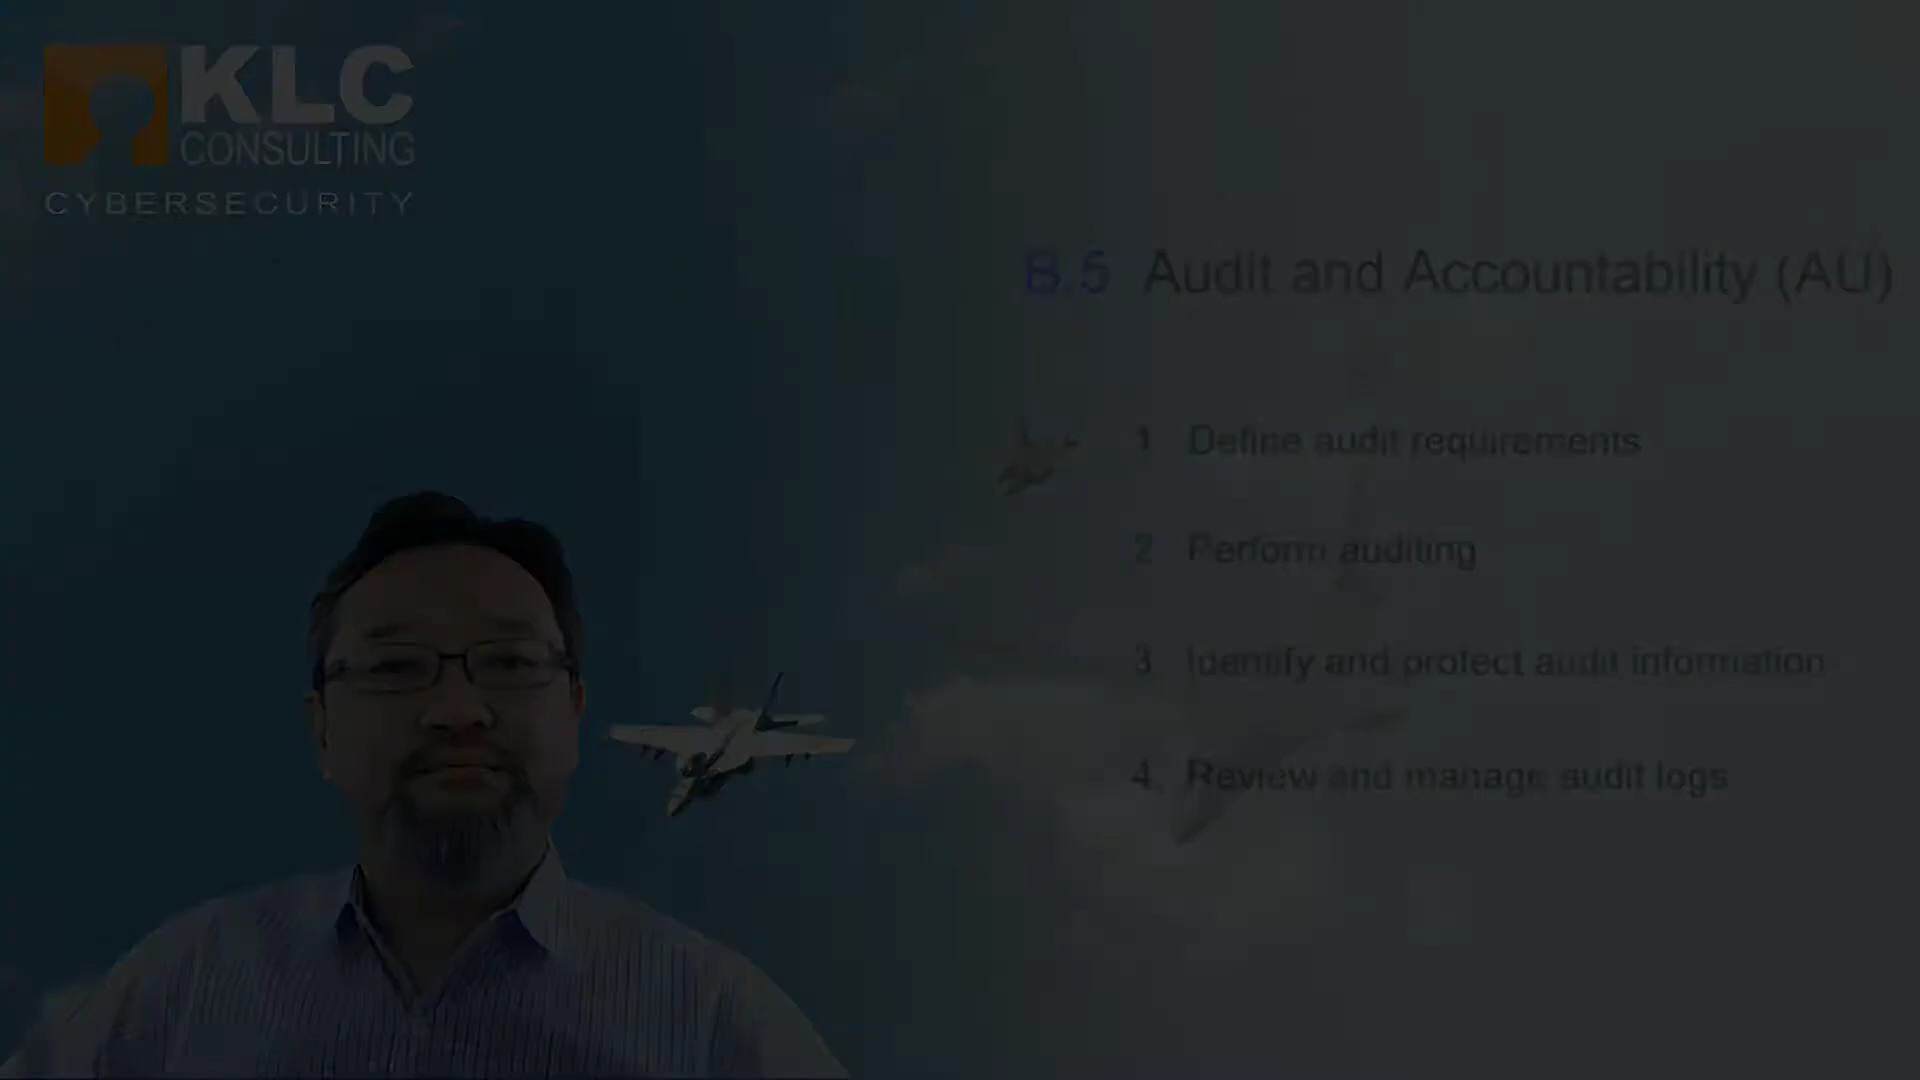 KLC
CONSULTING
CYBERSECURITY
B.5 Audit and Accountability (AU)
1 Define audit requirements
2 Perform auditing
3 Identify and protect audit information
4 Review and manage audit logs